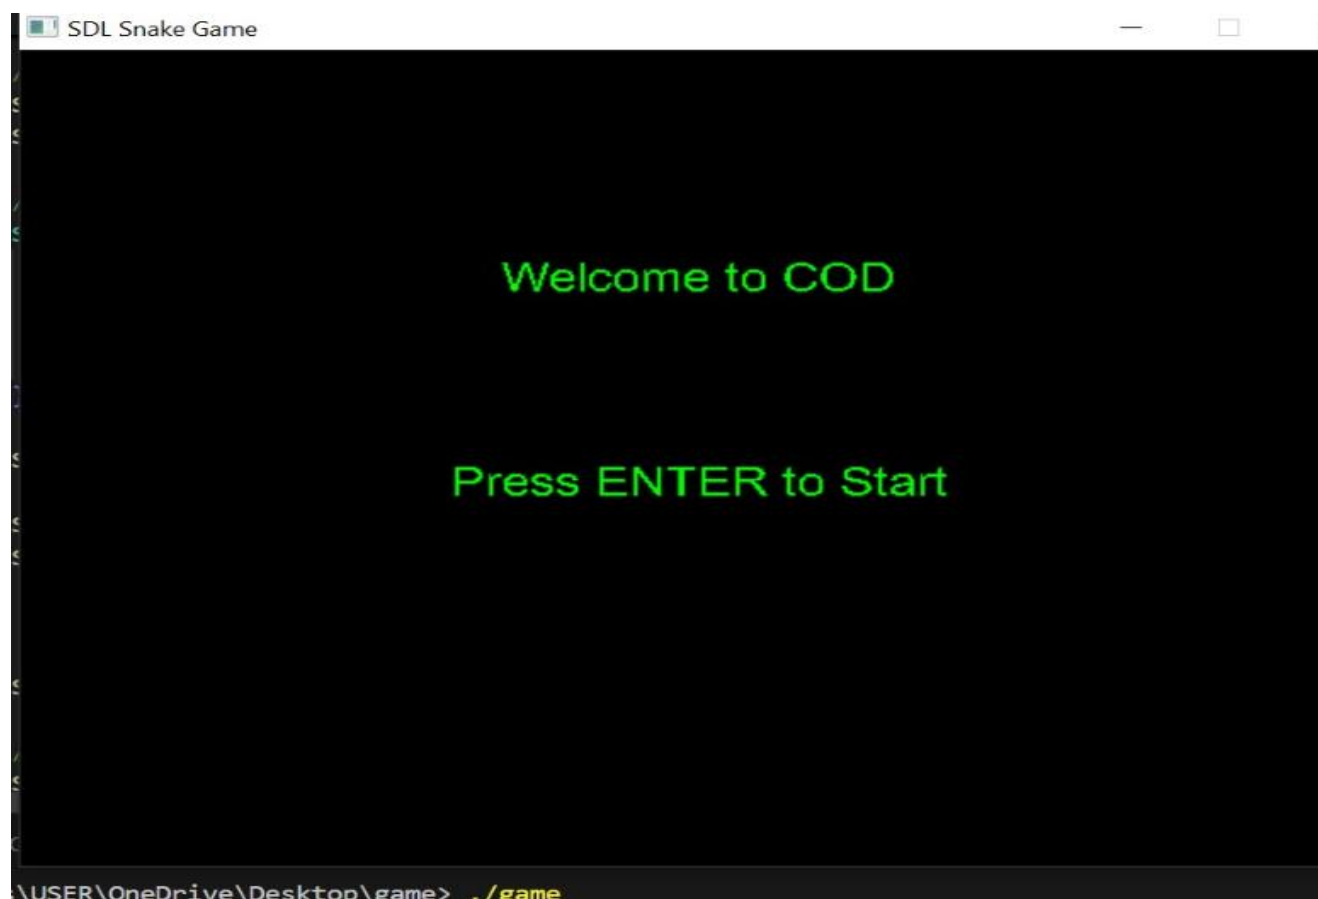 SDL Snake Game
Welcome to COD
Press ENTER to Start
\USER\OneDrive\Desktop\game> ./game